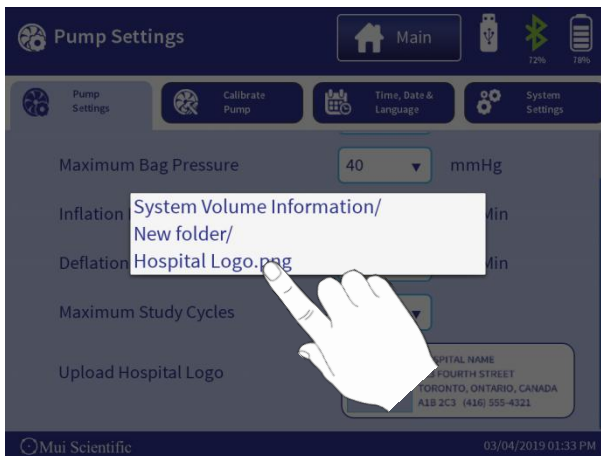 Pump Settings
Main
72%
78%
Pump
Settings
Calibrate
Pump
Time, Date &
Language
System
Settings
Maximum Bag Pressure
40
mmHg
Inflation
Min
Deflation
Min
System Volume Information/
New folder/
Hospital Logo.png
Maximum Study Cycles
Upload Hospital Logo
NAME
FOURTH STREET
TORONTO, ONTARIO, CANADA
A1B 2C3 (416) 555-4321
Mui Scientific
03/04/2019 01:33 PM